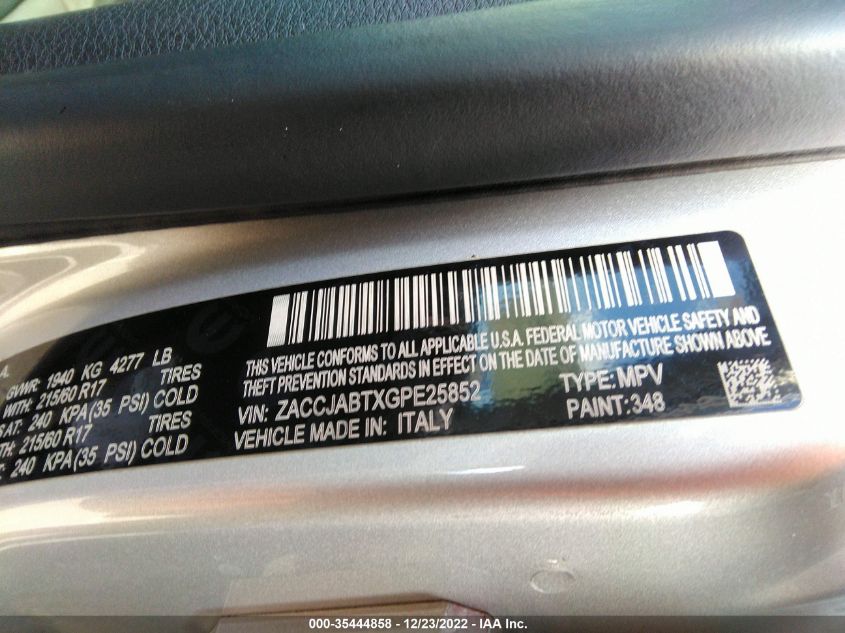 A.
GVWR: 1940 KG 4277 LB
TIRES
WITH: 215/60 R17
AT: 240 KPA(35 PSI) COLD
TIRES
TH: 215/60 R17
240 KPA(35 PSI) COLD
THIS VEHICLE CONFORMS TO ALL APPLICABLE U.S.A. FEDERAL MOTOR VEHICLE SAFETY AND
THEFT PREVENTION STANDARDS IN EFFECT ON THE DATE OF MANUFACTURE SHOWN ABOVE
VIN: ZACCJABTXGPE25852 TYPE:MPV
VEHICLE MADE IN: ITALY PAINT:348
000-35444858 - 12/23/2022 - IAA Inc.